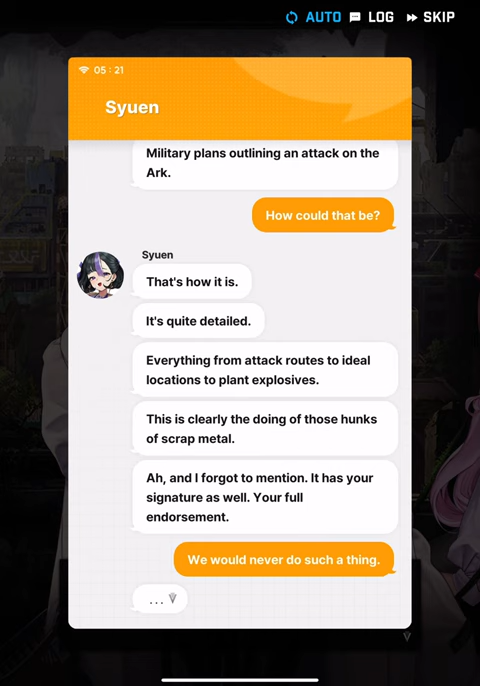 AUTO LOG SKIP
05 : 21
Syuen
Military plans outlining an attack on the
Ark.
How could that be?
Syuen
That's how it is.
It's quite detailed.
Everything from attack routes to ideal
locations to plant explosives.
This is clearly the doing of those hunks
of scrap metal.
Ah, and I forgot to mention. It has your
signature as well. Your full
endorsement.
We would never do such a thing.
...